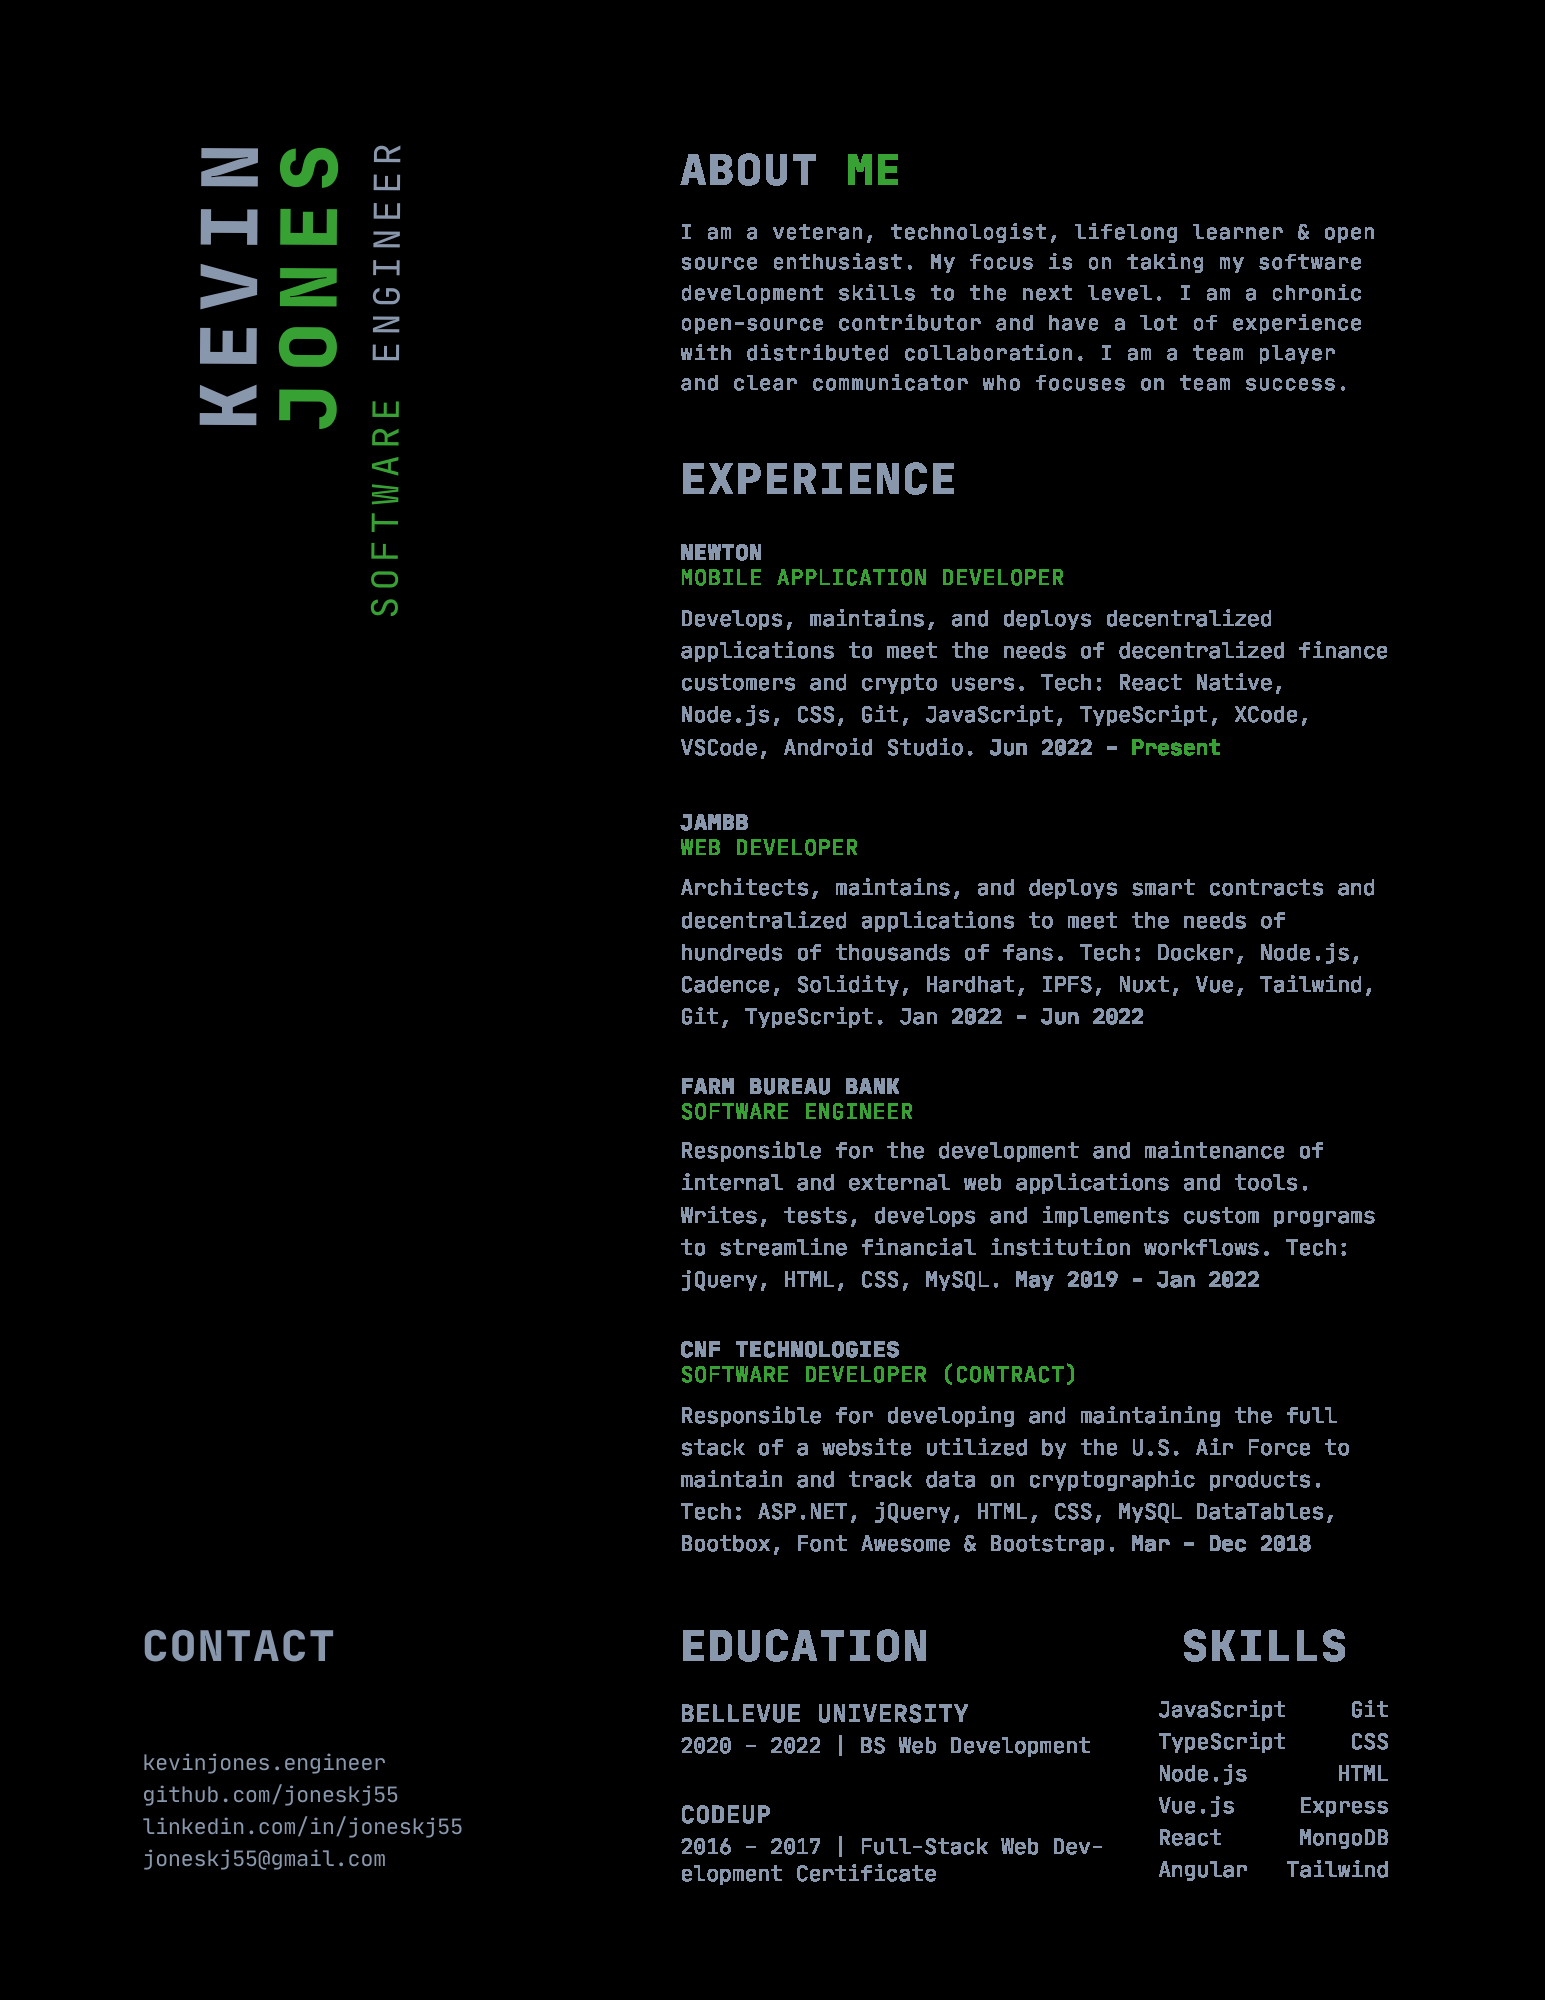 KEVIN
JONES
SOFTWARE ENGINEER
ABOUT ME
I am a veteran, technologist, lifelong learner & open
source enthusiast. My focus is on taking my software
development skills to the next level. I am a chronic
open-source contributor and have a lot of experience
with distributed collaboration. I am a team player
and clear communicator who focuses on team success.
EXPERIENCE
NEWTON
MOBILE APPLICATION DEVELOPER
Develops, maintains, and deploys decentralized
applications to meet the needs of decentralized finance
customers and crypto users. Tech: React Native,
Node.js, CSS, Git, JavaScript, TypeScript, XCode,
VSCode, Android Studio. Jun 2022 - Present
JAMBB
WEB DEVELOPER
Architects, maintains, and deploys smart contracts and
decentralized applications to meet the needs of
hundreds of thousands of fans. Tech: Docker, Node.js,
Cadence, Solidity, Hardhat, IPFS, Nuxt, Vue, Tailwind,
Git, TypeScript. Jan 2022 - Jun 2022
FARM BUREAU BANK
SOFTWARE ENGINEER
Responsible for the development and maintenance of
internal and external web applications and tools.
Writes, tests, develops and implements custom programs
to streamline financial institution workflows. Tech:
jQuery, HTML, CSS, MySQL. May 2019 - Jan 2022
CNF TECHNOLOGIES
SOFTWARE DEVELOPER (CONTRACT)
Responsible for developing and maintaining the full
stack of a website utilized by the U.S. Air Force to
maintain and track data on cryptographic products.
Tech: ASP.NET, jQuery, HTML, CSS, MySQL DataTables,
Bootbox, Font Awesome & Bootstrap. Mar - Dec 2018
CONTACT
kevinjones.engineer
github.com/joneskj55
linkedin.com/in/joneskj55
joneskj55@gmail.com
EDUCATION
BELLEVUE UNIVERSITY
2020 - 2022 | BS Web Development
CODEUP
2016 - 2017 | Full-Stack Web Dev-
elopment Certificate
SKILLS
JavaScript Git
TypeScript CSS
Node.js HTML
Vue.js Express
React MongoDB
Angular Tailwind